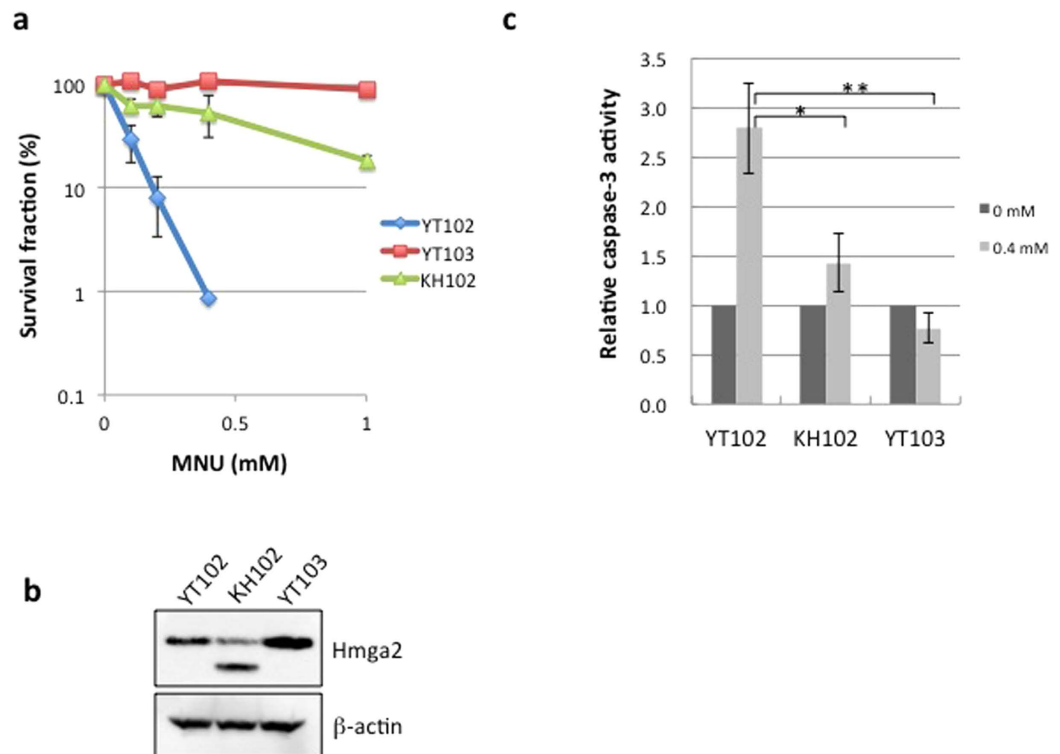 a
Survival fraction (%)
100
10
1
0.1
0
0.5
1
MNU (mM)
YT102
YT103
KH102
b
YT102
KH102
YT103
Hmga2
β-actin
c
Relative caspase-3 activity
3.5
3.0
2.5
2.0
1.5
1.0
0.5
0.0
**
*
YT102
KH102
YT103
0 mM
0.4 mM